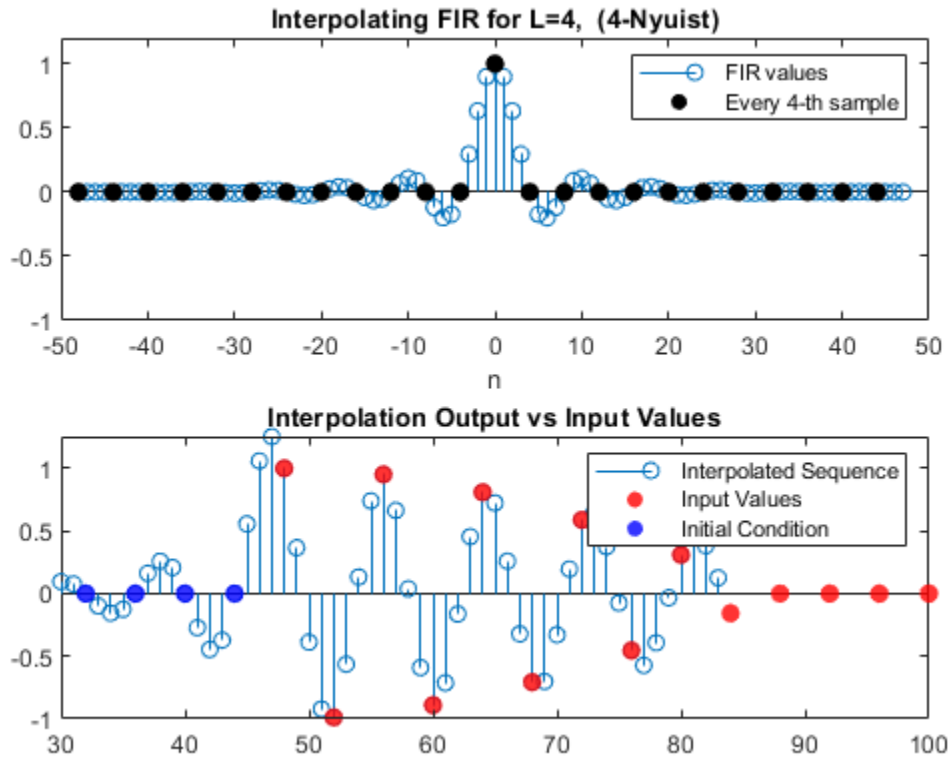 Interpolating FIR for L=4, (4-Nyuist)
1
0.5
0
-0.5
-1
FIR values
Every 4-th sample
-50 -40 -30 -20 -10 0 10 20 30 40 50
n
Interpolation Output vs Input Values
1
0.5
0
-0.5
-1
Interpolated Sequence
Input Values
Initial Condition
30 40 50 60 70 80 90 100